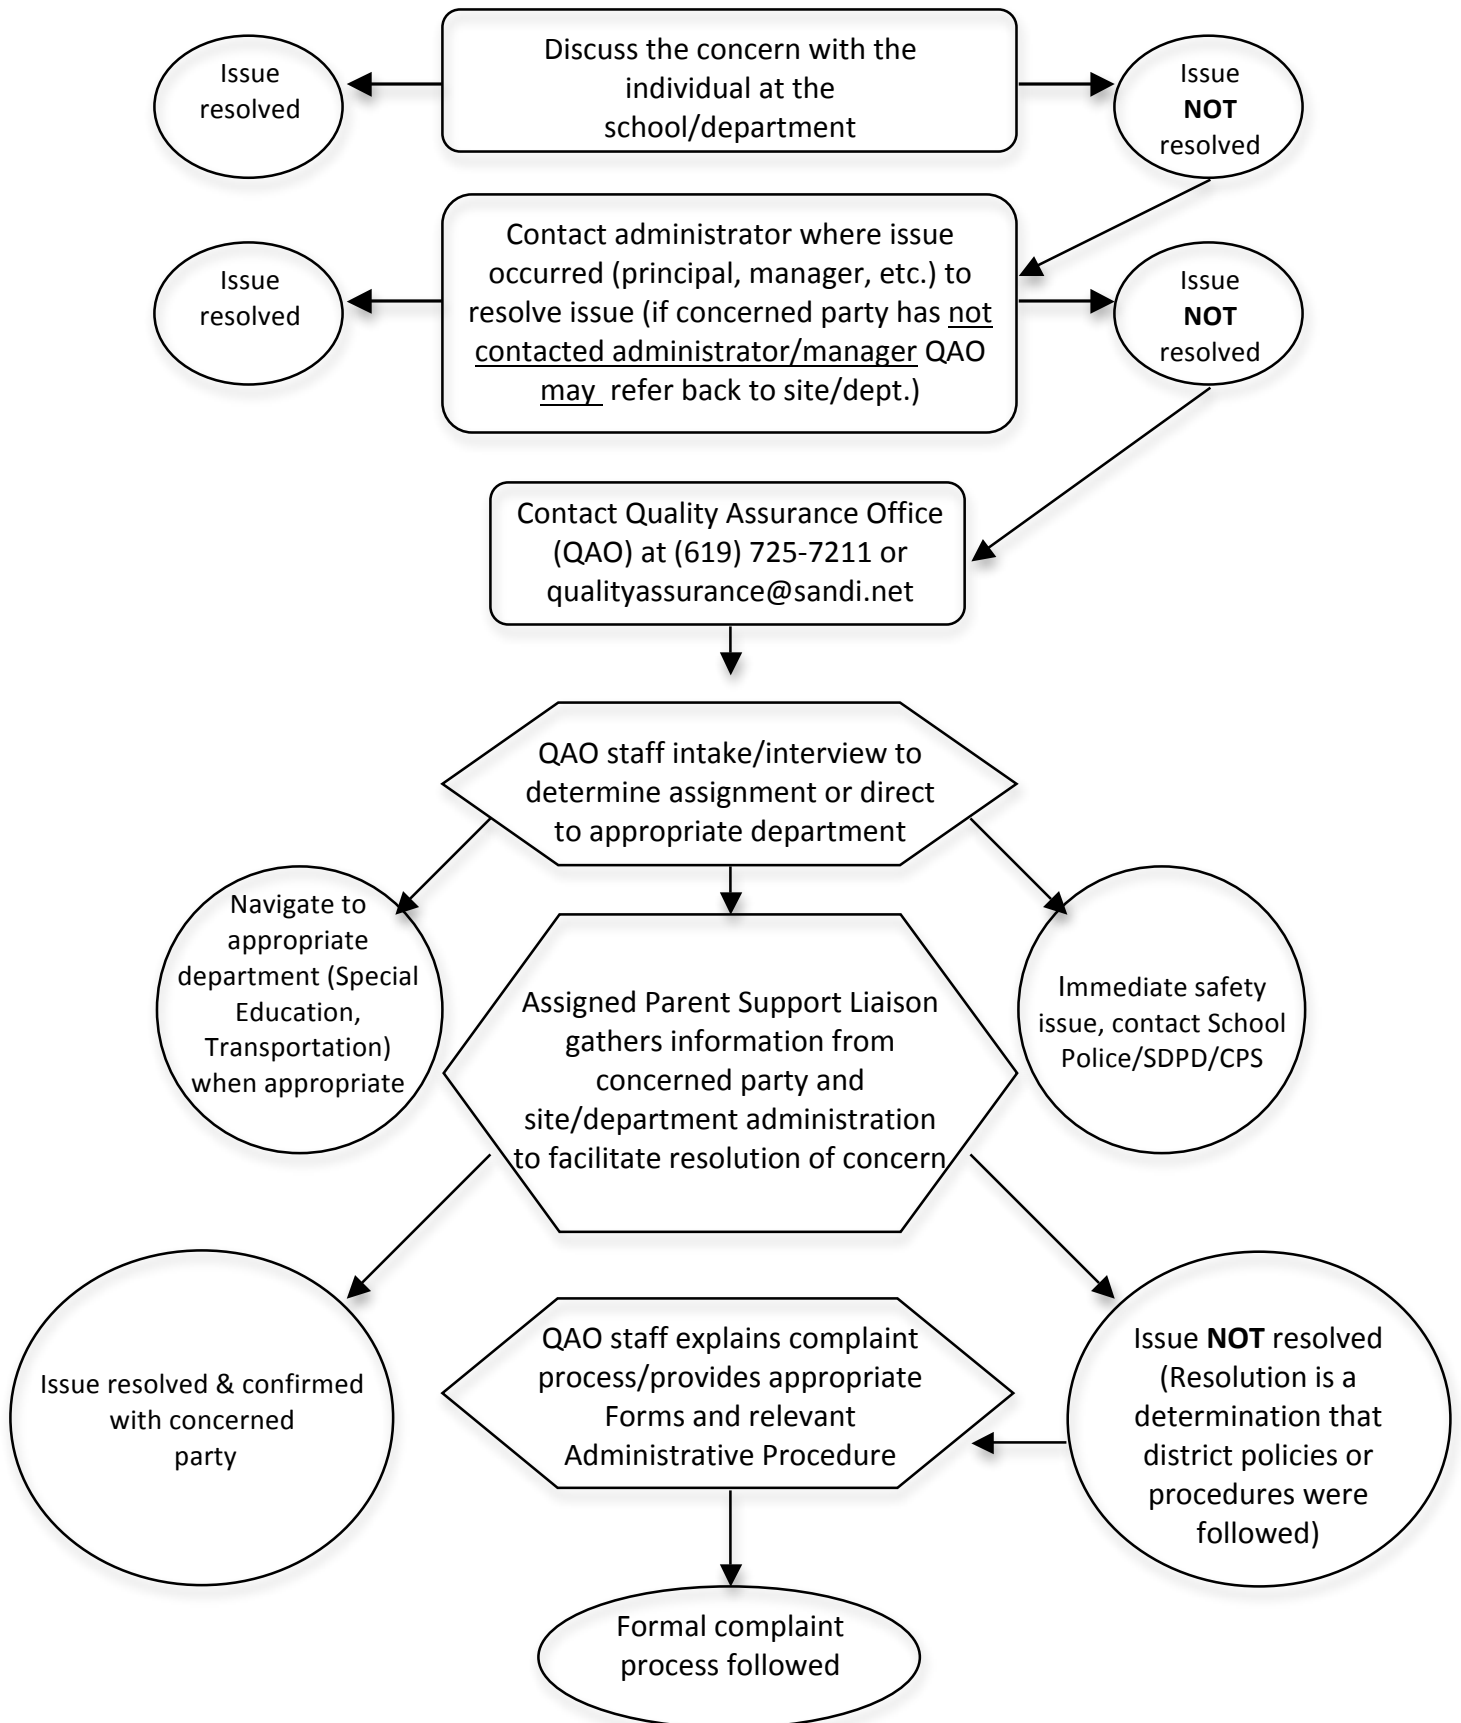 Issue
resolved
Discuss the concern with the
individual at the
school/department
Issue
NOT
resolved
Issue
resolved
Contact administrator where issue
occurred (principal, manager, etc.) to
resolve issue (if concerned party has not
contacted administrator/manager QAO
may  refer back to site/dept.)
Issue
NOT
resolved
Contact Quality Assurance Office
(QAO) at (619) 725-7211 or
qualityassurance@sandi.net
QAO staff intake/interview to
determine assignment or direct
to appropriate department
Navigate to
appropriate
department (Special
Education,
Transportation)
when appropriate
Assigned Parent Support Liaison
gathers information from
concerned party and
site/department administration
to facilitate resolution of concern
Immediate safety
issue, contact School
Police/SDPD/CPS
Issue resolved & confirmed
with concerned
party
QAO staff explains complaint
process/provides appropriate
Forms and relevant
Administrative Procedure
Issue NOT resolved
(Resolution is a
determination that
district policies or
procedures were
followed)
Formal complaint
process followed